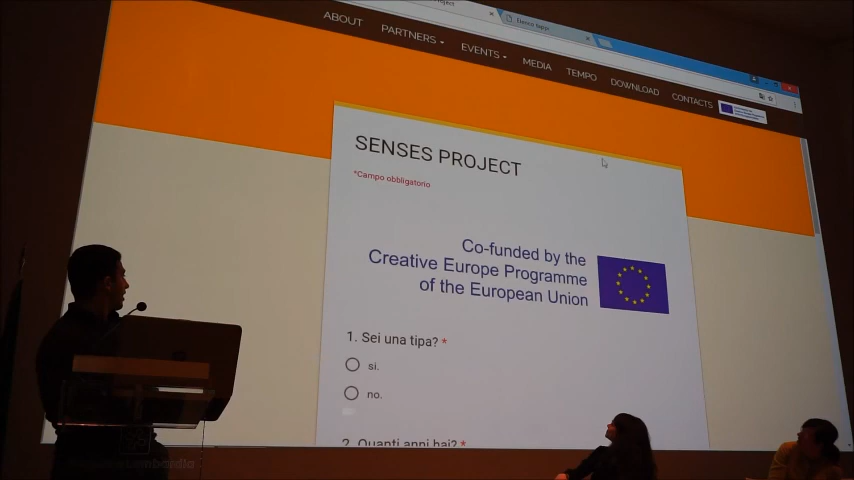 ABOUT PARTNERS EVENTS MEDIA TEMPO DOWNLOAD CONTACTS
SENSES PROJECT
*Campo obbligatorio
Co-funded by the
Creative Europe Programme
of the European Union
1. Sei una tipa? *
si.
no.
2. Quanti anni hai? *